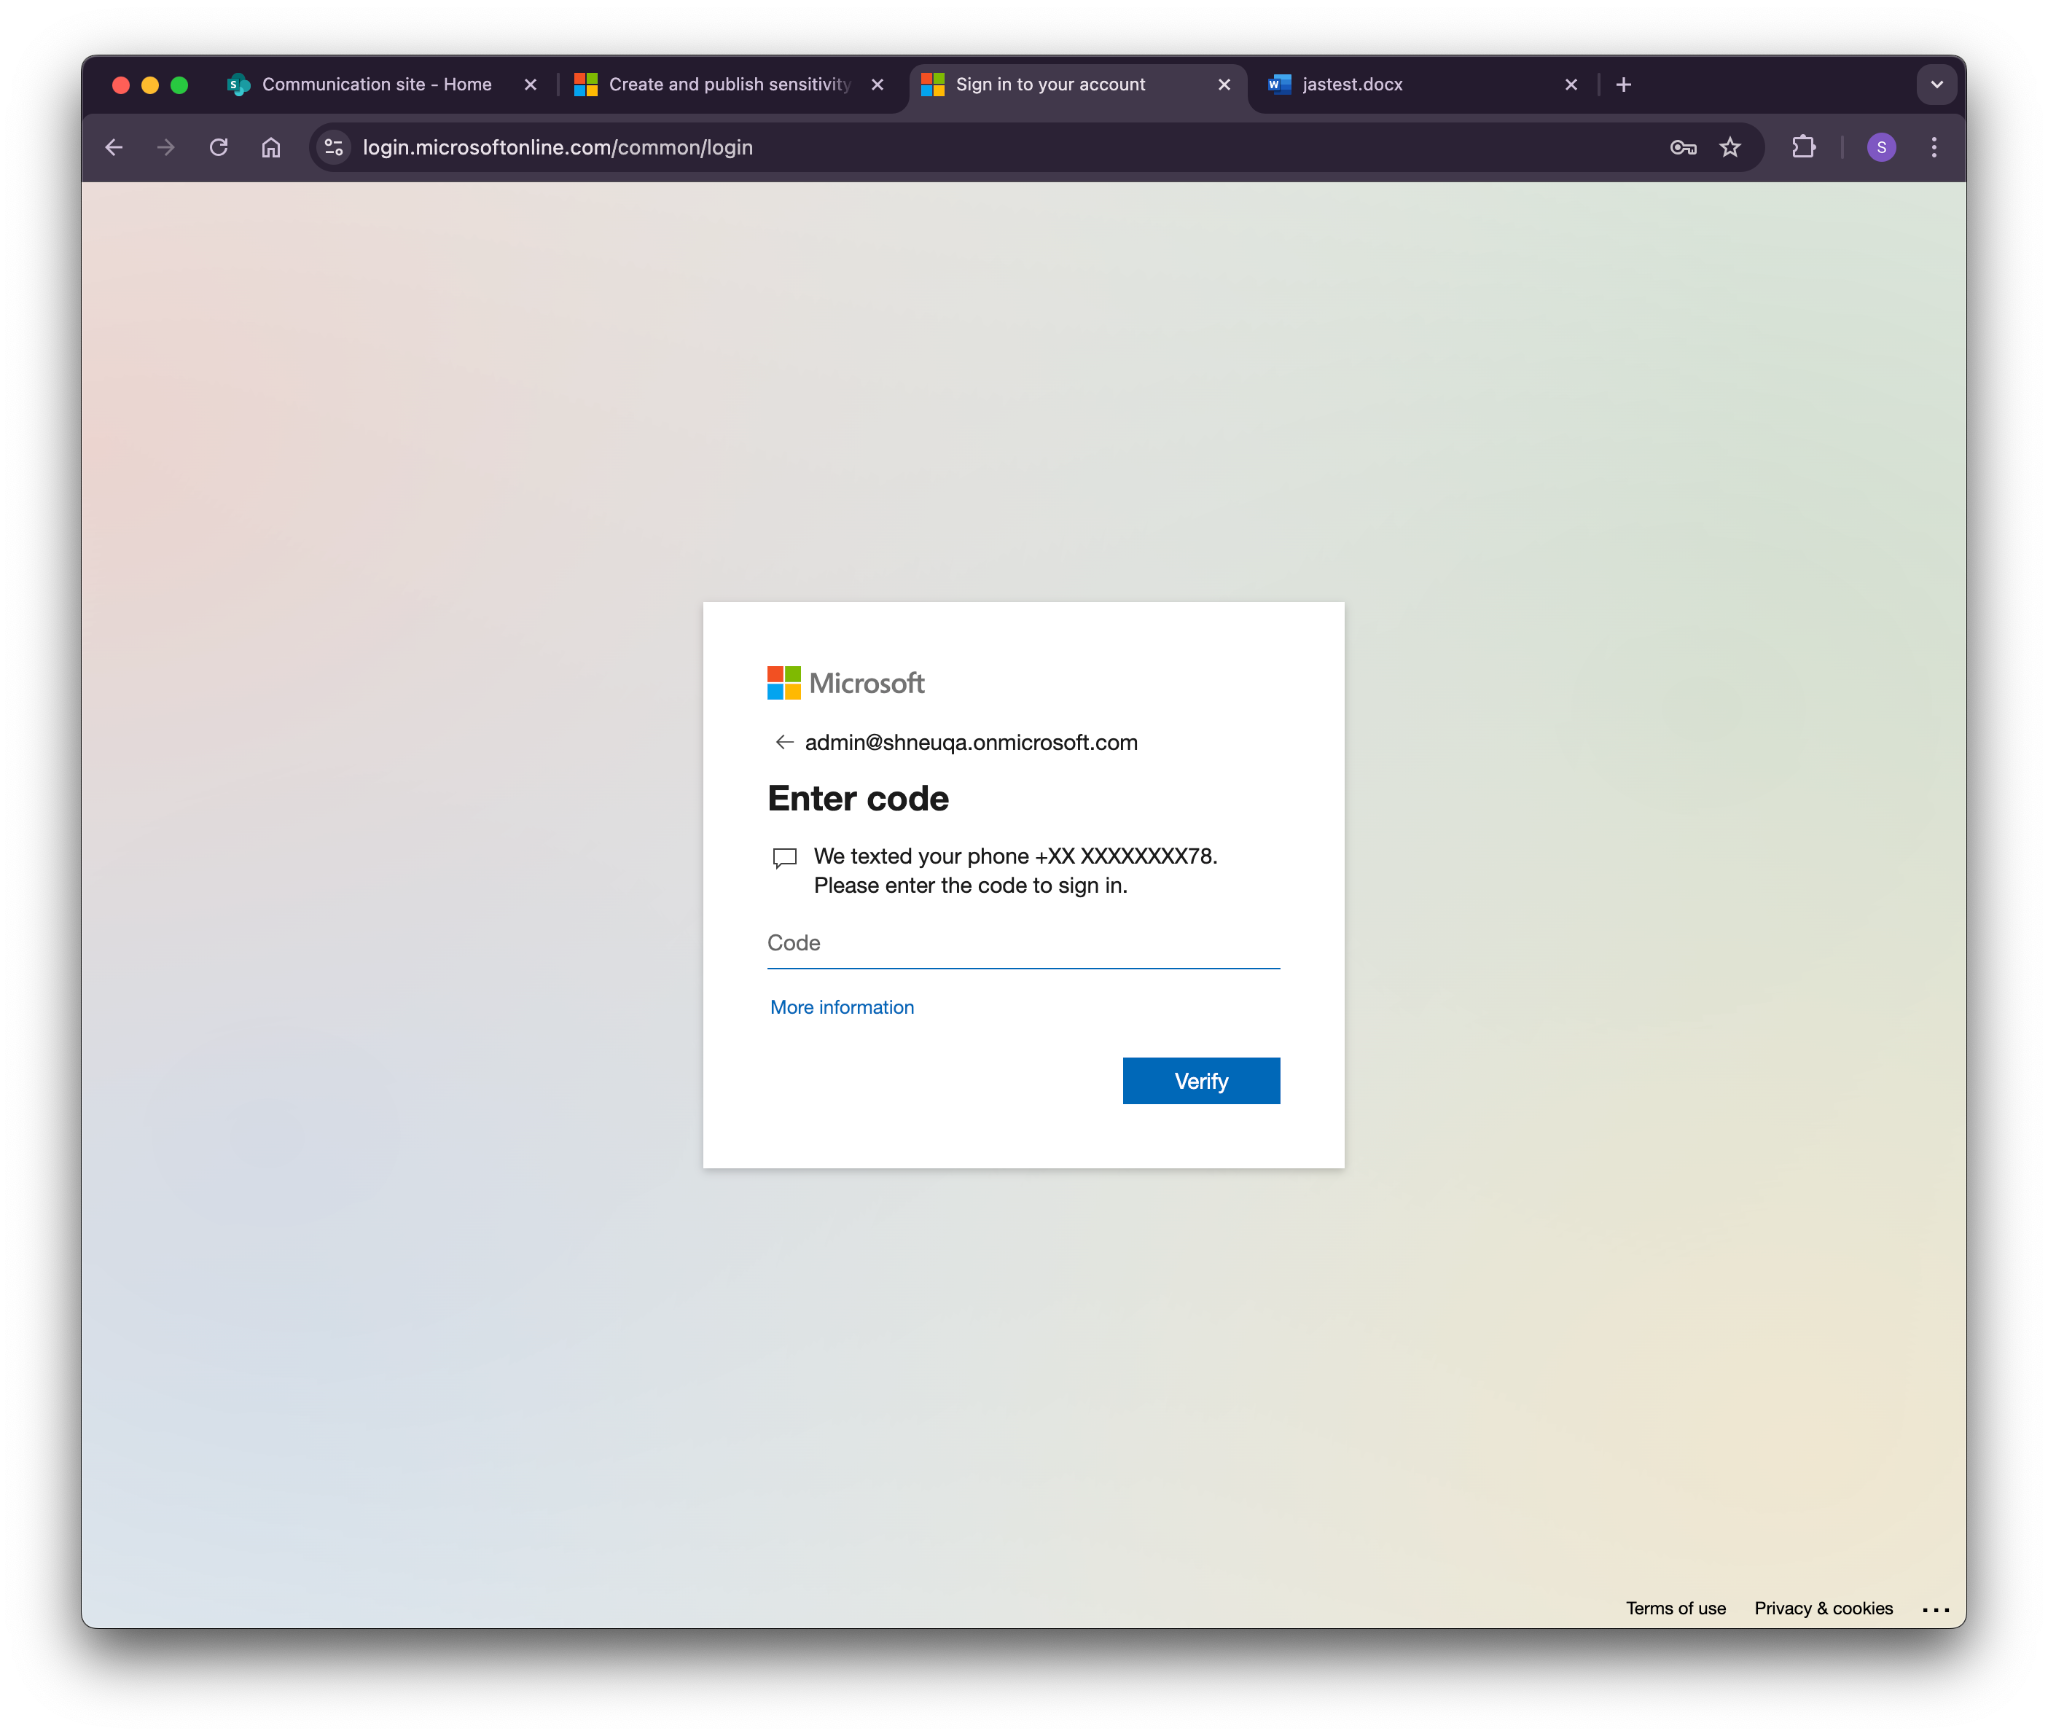 Communication site - Home
Create and publish sensitivity
Sign in to your account
jastest.docx
login.microsoftonline.com/common/login
S
Microsoft
admin@shneuqa.onmicrosoft.com
Enter code
We texted your phone +XX XXXXXXXX78.
Please enter the code to sign in.
Code
More information
Verify
Terms of use
Privacy & cookies